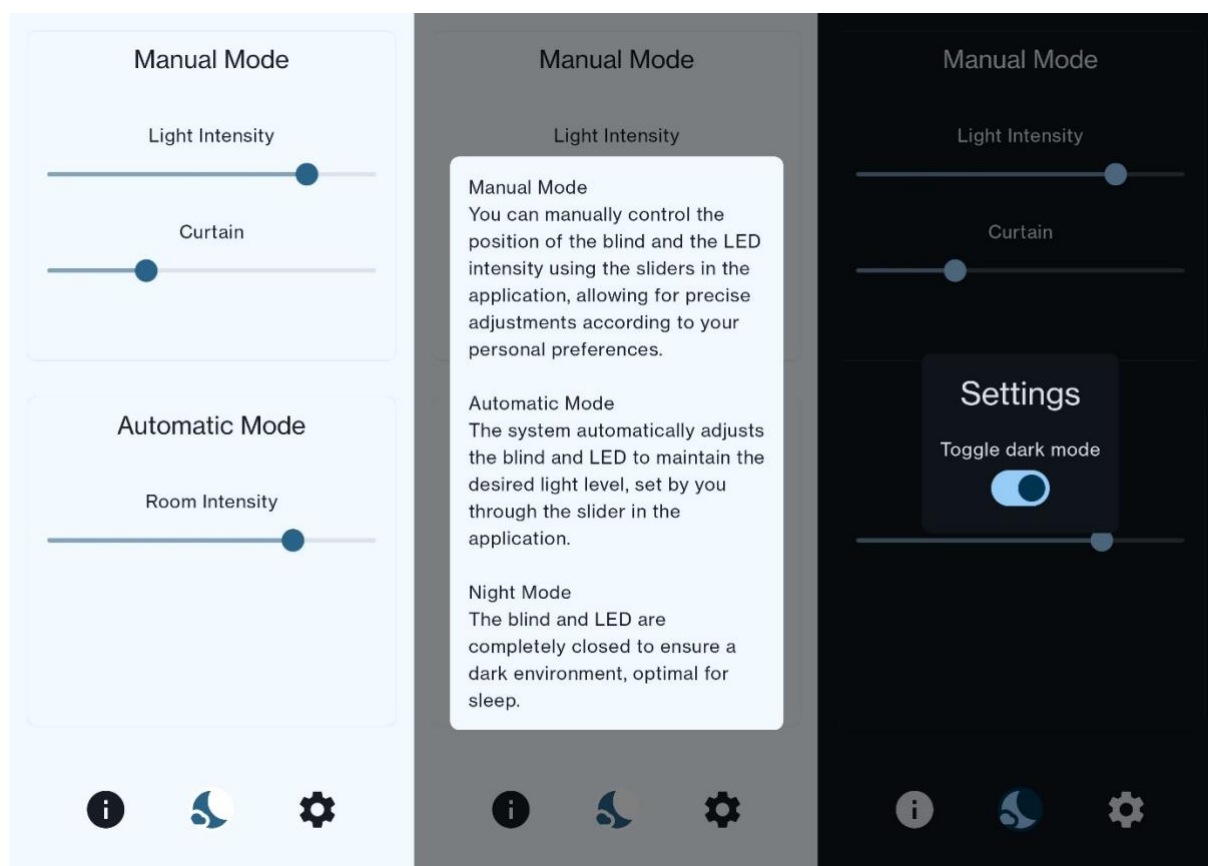 Manual Mode
Light Intensity
Curtain
Automatic Mode
Room Intensity
Manual Mode
Light Intensity
Manual Mode
You can manually control the
position of the blind and the LED
intensity using the sliders in the
application, allowing for precise
adjustments according to your
personal preferences.
Automatic Mode
The system automatically adjusts
the blind and LED to maintain the
desired light level, set by you
through the slider in the
application.
Night Mode
The blind and LED are
completely closed to ensure a
dark environment, optimal for
sleep.
Manual Mode
Light Intensity
Curtain
Settings
Toggle dark mode